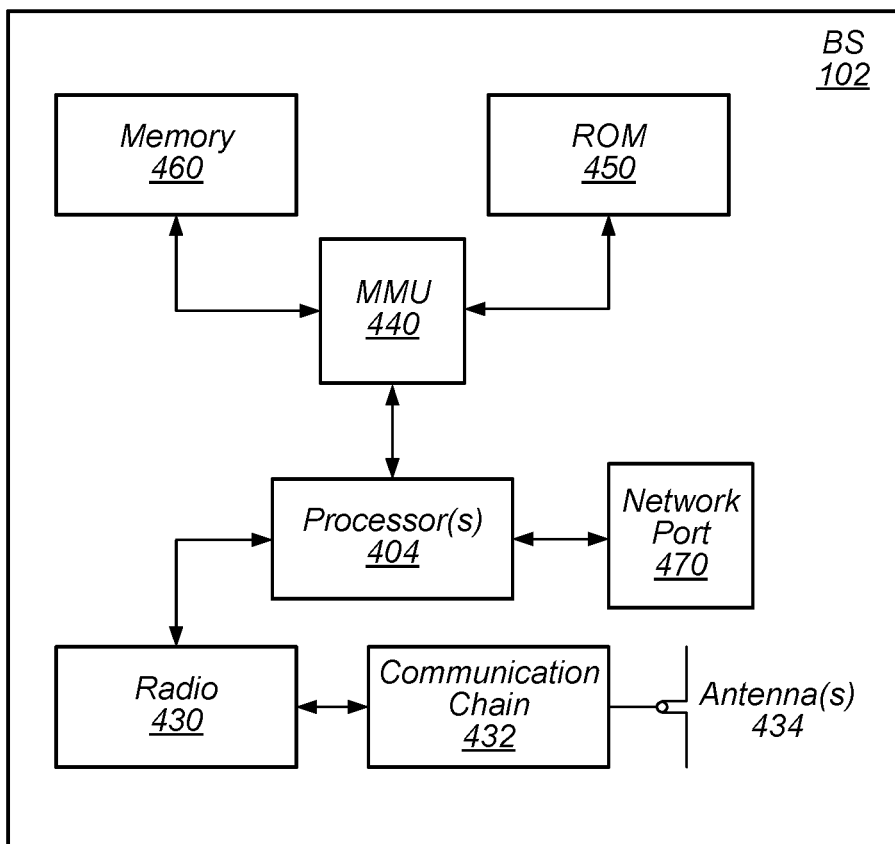 BS
102
Memory
460
ROM
450
MMU
440
Processor(s)
404
Network
Port
470
Radio
430
Communication
Chain
432
Antenna(s)
434